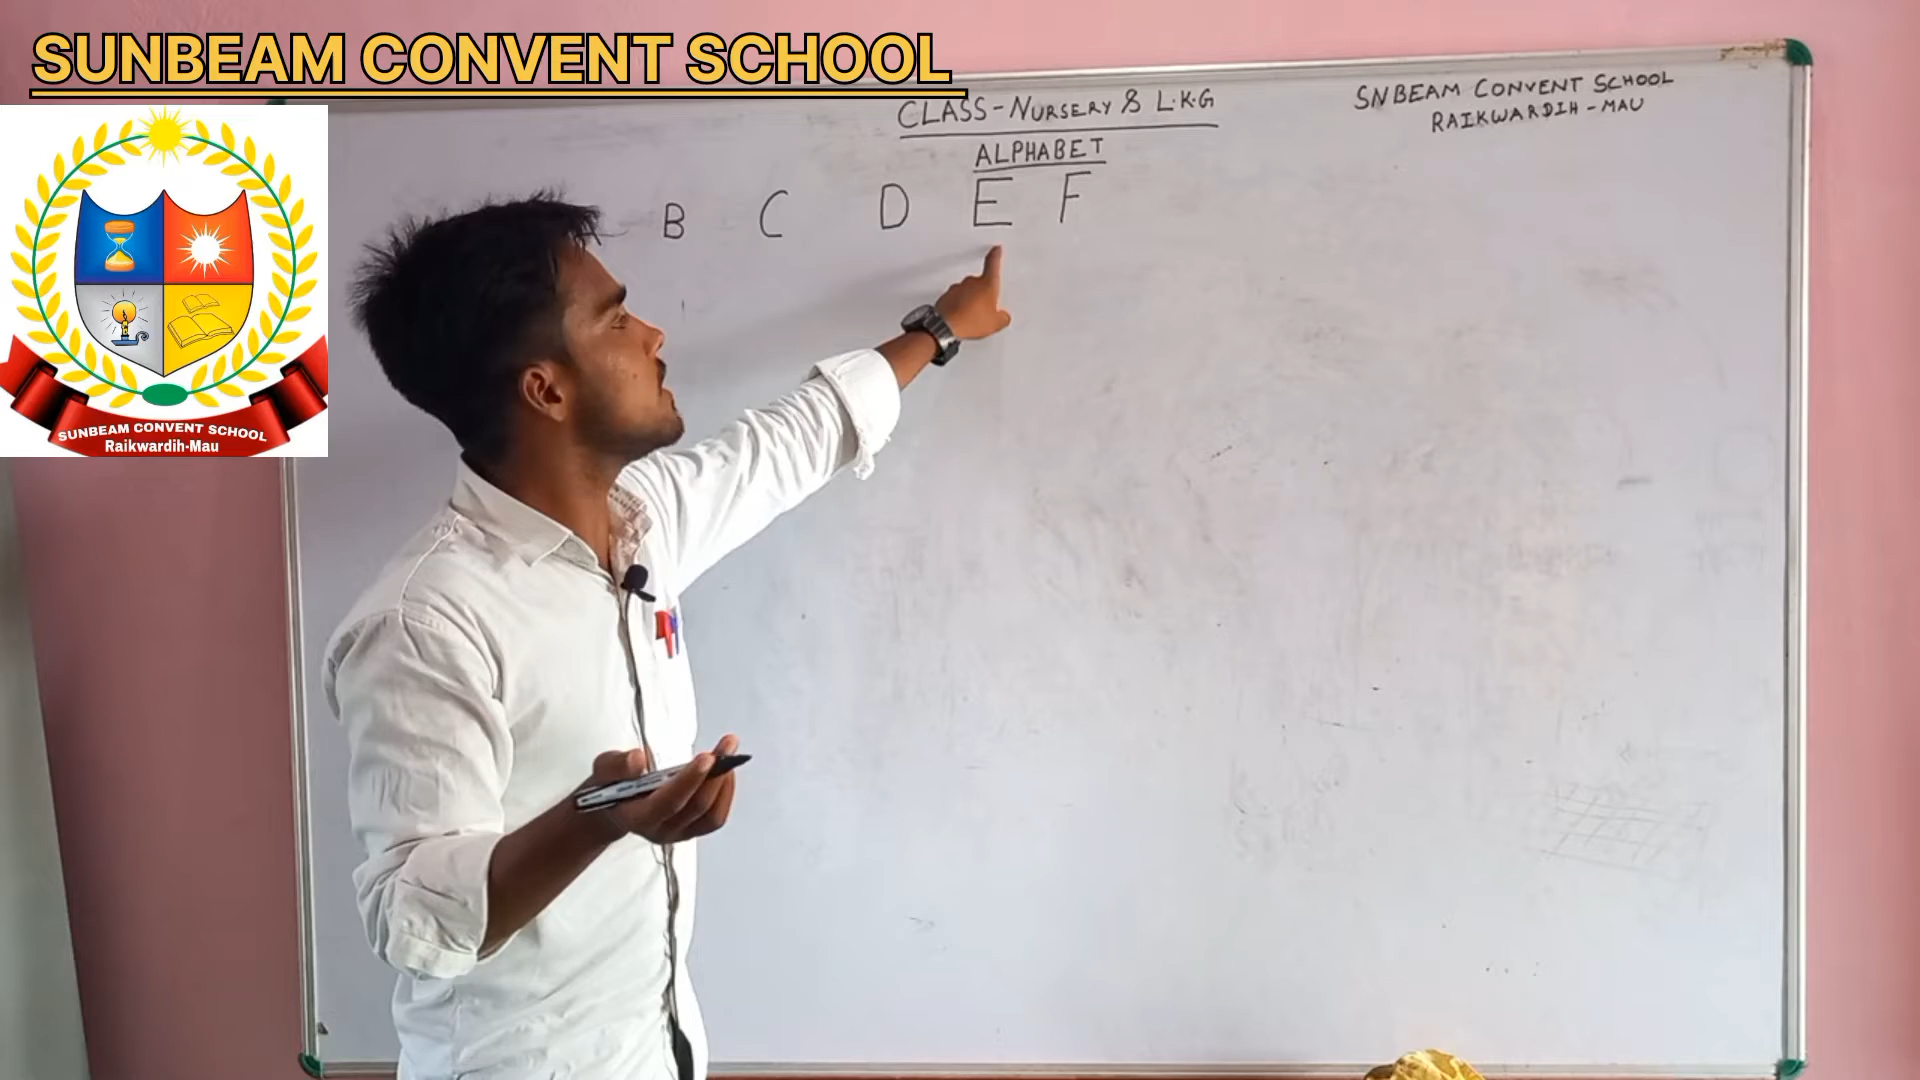 SUNBEAM CONVENT SCHOOL
SUNBEAM CONVENT SCHOOL
Raikwardih-Mau
CLASS-NURSERY & L.K.G
ALPHABET
B C D E F
SNBEAM CONVENT SCHOOL
RAIKWARDIH-MAU